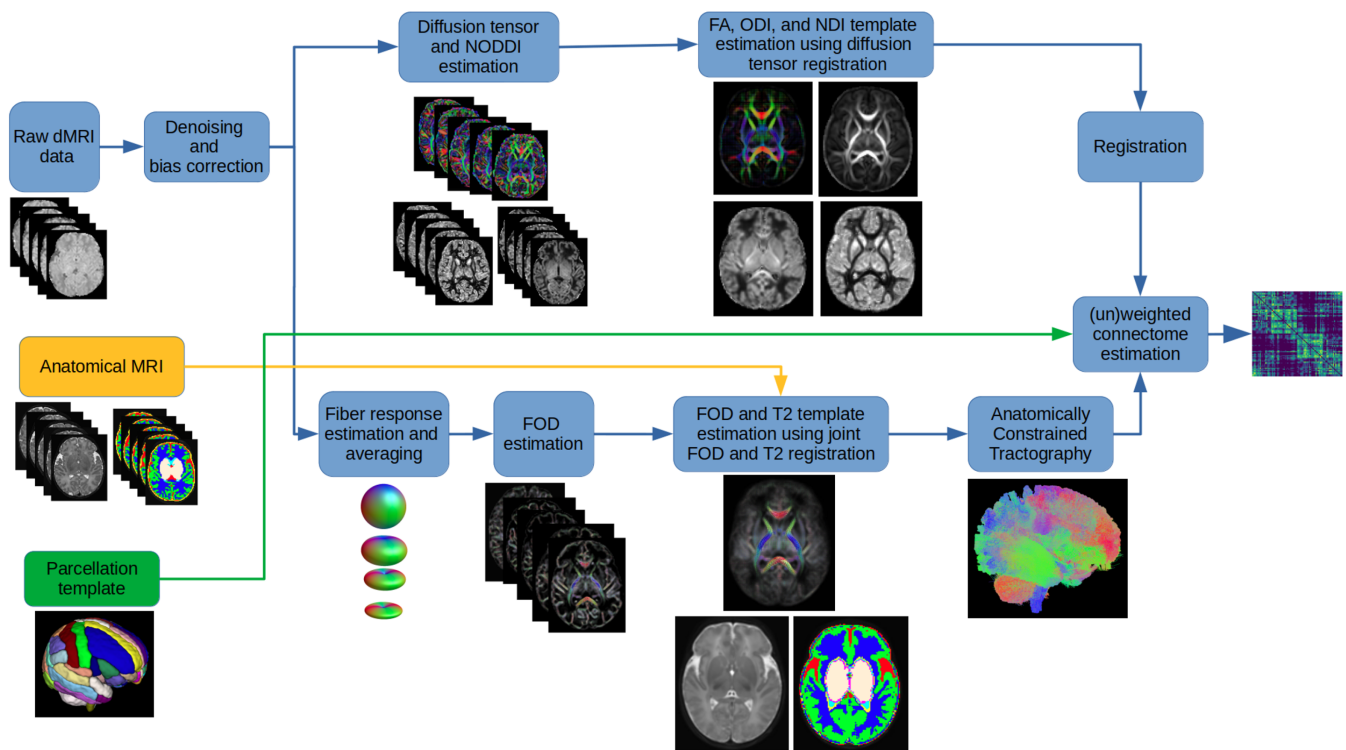 Diffusion tensor
and NODDI
estimation
FA, ODI, and NDI template
estimation using diffusion
tensor registration
Raw dMRI
data
Denoising
and
bias correction
Registration
(un)weighted
connectome
estimation
Anatomical MRI
Fiber response
estimation and
averaging
FOD
estimation
FOD and T2 template
estimation using joint
FOD and T2 registration
Anatomically
Constrained
Tractography
Parcellation
template